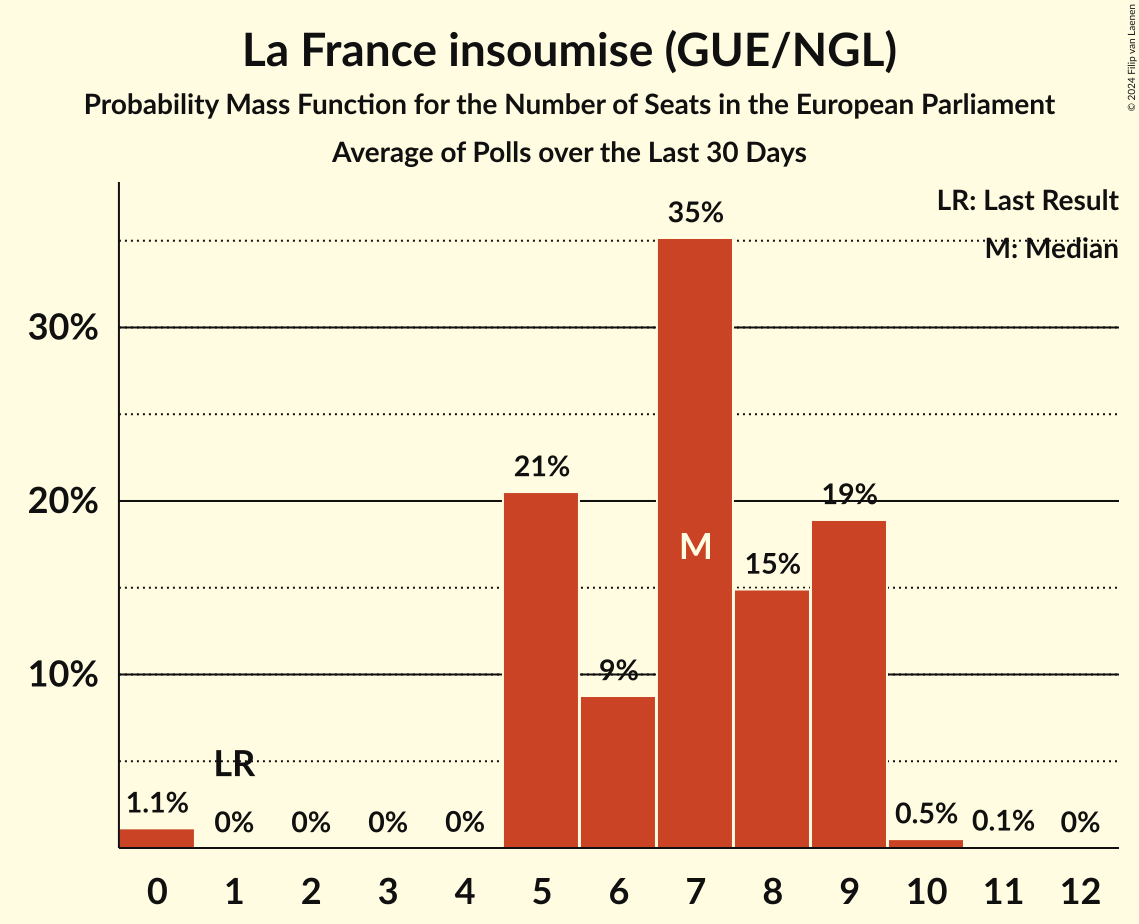 La France insoumise (GUE/NGL)
Probability Mass Function for the Number of Seats in the European Parliament
Average of Polls over the Last 30 Days
© 2024 Filip van Laenen
LR: Last Result
M: Median
35%
30%
21%
20%
19%
M
15%
10%
9%
LR
1.1%
0%
0%
0%
0%
0.5%
0.1%
0%
0 1 2 3 4 5 6 7 8 9 10 11 12